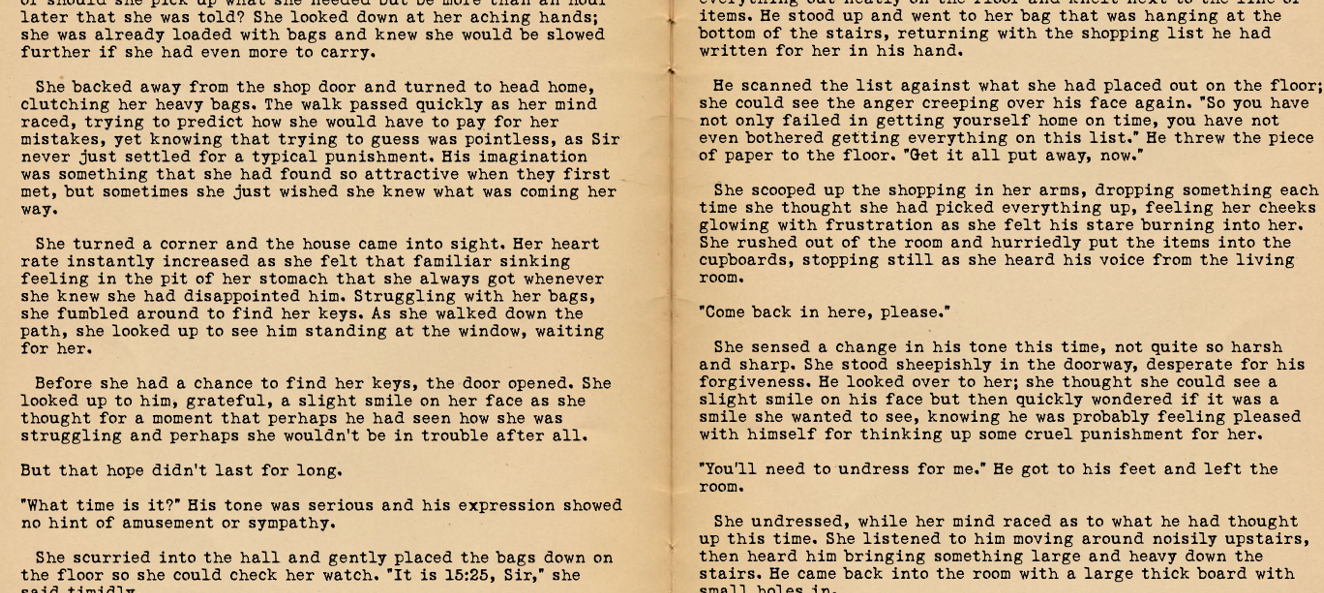 or should she pick up what she needed but be more than an hour
later that she was told? She looked down at her aching hands;
she was already loaded with bags and knew she would be slowed
further if she had even more to carry.
She backed away from the shop door and turned to head home,
clutching her heavy bags. The walk passed quickly as her mind
raced, trying to predict how she would have to pay for her
mistakes, yet knowing that trying to guess was pointless, as Sir
never just settled for a typical punishment. His imagination
was something that she had found so attractive when they first
met, but sometimes she just wished she knew what was coming her
way.
She turned a corner and the house came into sight. Her heart
rate instantly increased as she felt that familiar sinking
feeling in the pit of her stomach that she always got whenever
she knew she had disappointed him. Struggling with her bags,
she fumbled around to find her keys. As she walked down the
path, she looked up to see him standing at the window, waiting
for her.
Before she had a chance to find her keys, the door opened. She
looked up to him, grateful, a slight smile on her face as she
thought for a moment that perhaps he had seen how she was
struggling and perhaps she wouldn't be in trouble after all.
But that hope didn't last for long.
"What time is it?" His tone was serious and his expression showed
no hint of amusement or sympathy.
She scurried into the hall and gently placed the bags down on
the floor so she could check her watch. "It is 15:25, Sir," she
said timidly.
everything out neatly on the floor and knelt next to the line of
items. He stood up and went to her bag that was hanging at the
bottom of the stairs, returning with the shopping list he had
written for her in his hand.
He scanned the list against what she had placed out on the floor;
she could see the anger creeping over his face again. "So you have
not only failed in getting yourself home on time, you have not
even bothered getting everything on this list." He threw the piece
of paper to the floor. "Get it all put away, now."
She scooped up the shopping in her arms, dropping something each
time she thought she had picked everything up, feeling her cheeks
glowing with frustration as she felt his stare burning into her.
She rushed out of the room and hurriedly put the items into the
cupboards, stopping still as she heard his voice from the living
room.
"Come back in here, please."
She sensed a change in his tone this time, not quite so harsh
and sharp. She stood sheepishly in the doorway, desperate for his
forgiveness. He looked over to her; she thought she could see a
slight smile on his face but then quickly wondered if it was a
smile she wanted to see, knowing he was probably feeling pleased
with himself for thinking up some cruel punishment for her.
"You'll need to undress for me." He got to his feet and left the
room.
She undressed, while her mind raced as to what he had thought
up this time. She listened to him moving around noisily upstairs,
then heard him bringing something large and heavy down the
stairs. He came back into the room with a large thick board with
small holes in.